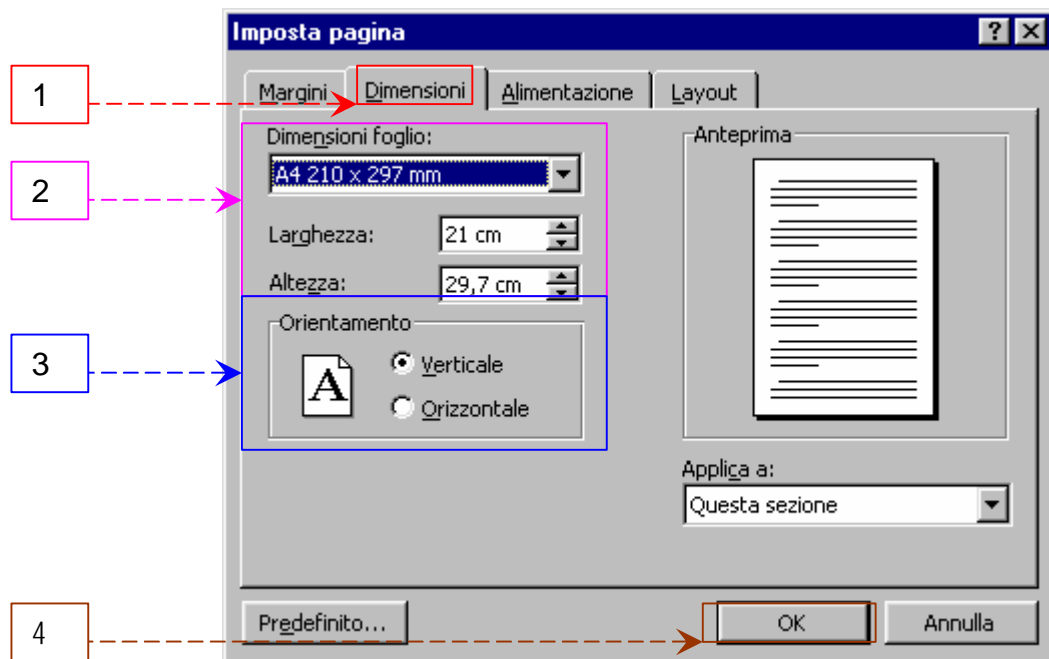 Imposta pagina
1
Margini Dimensioni Alimentazione Layout
Dimensioni foglio:
Anteprima
2
A4 210 x 297 mm
Larghezza: 21 cm
Altezza: 29,7 cm
Orientamento
3
A
Verticale
Orizzontale
Applica a:
Questa sezione
4
Predefinito... OK Annulla